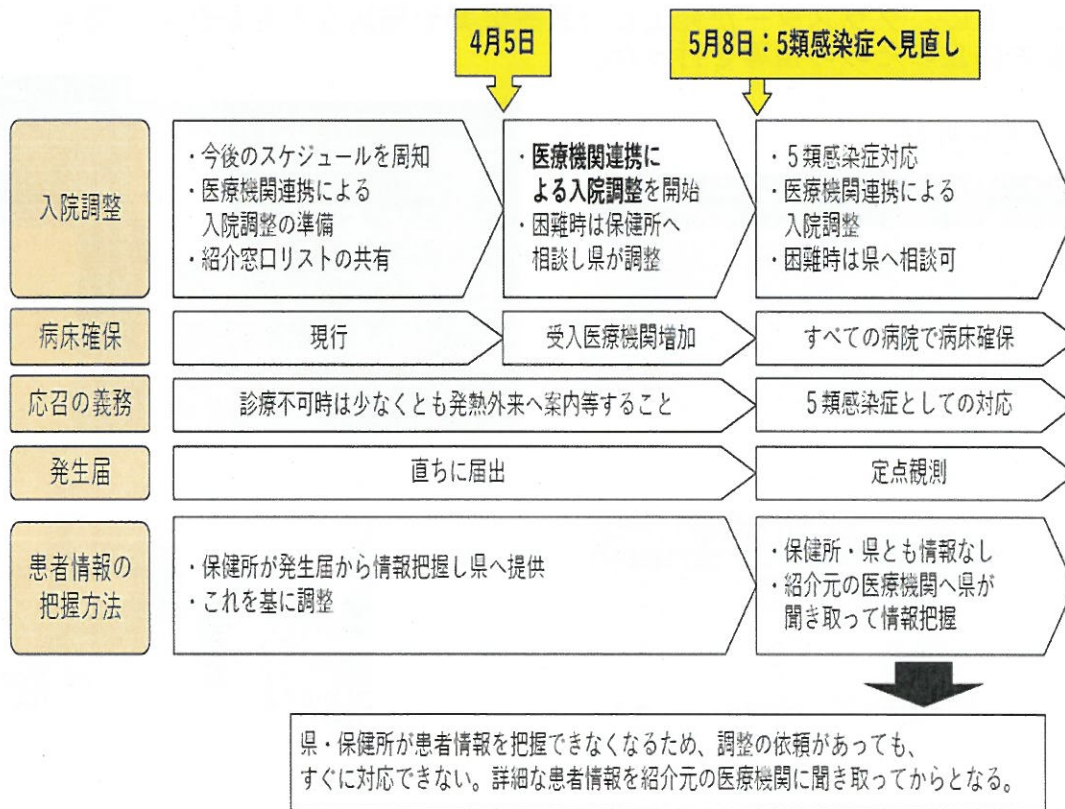 4月5日
5月8日：5類感染症へ見直し
入院調整
・今後のスケジュールを周知
・医療機関連携による
入院調整の準備
・紹介窓口リストの共有
・医療機関連携に
よる入院調整を開始
・困難時は保健所へ
相談し県が調整
・5類感染症対応
・医療機関連携による
入院調整
・困難時は県へ相談可
病床確保
現行
受入医療機関増加
すべての病院で病床確保
応召の義務
診療不可時は少なくとも発熱外来へ案内等すること
5類感染症としての対応
発生届
直ちに届出
定点観測
患者情報の
把握方法
・保健所が発生届から情報把握し県へ提供
・これを基に調整
・保健所・県とも情報なし
・紹介元の医療機関へ県が
聞き取って情報把握
県・保健所が患者情報を把握できなくなるため、調整の依頼があっても、
すぐに対応できない。詳細な患者情報を紹介元の医療機関に聞き取ってからとなる。